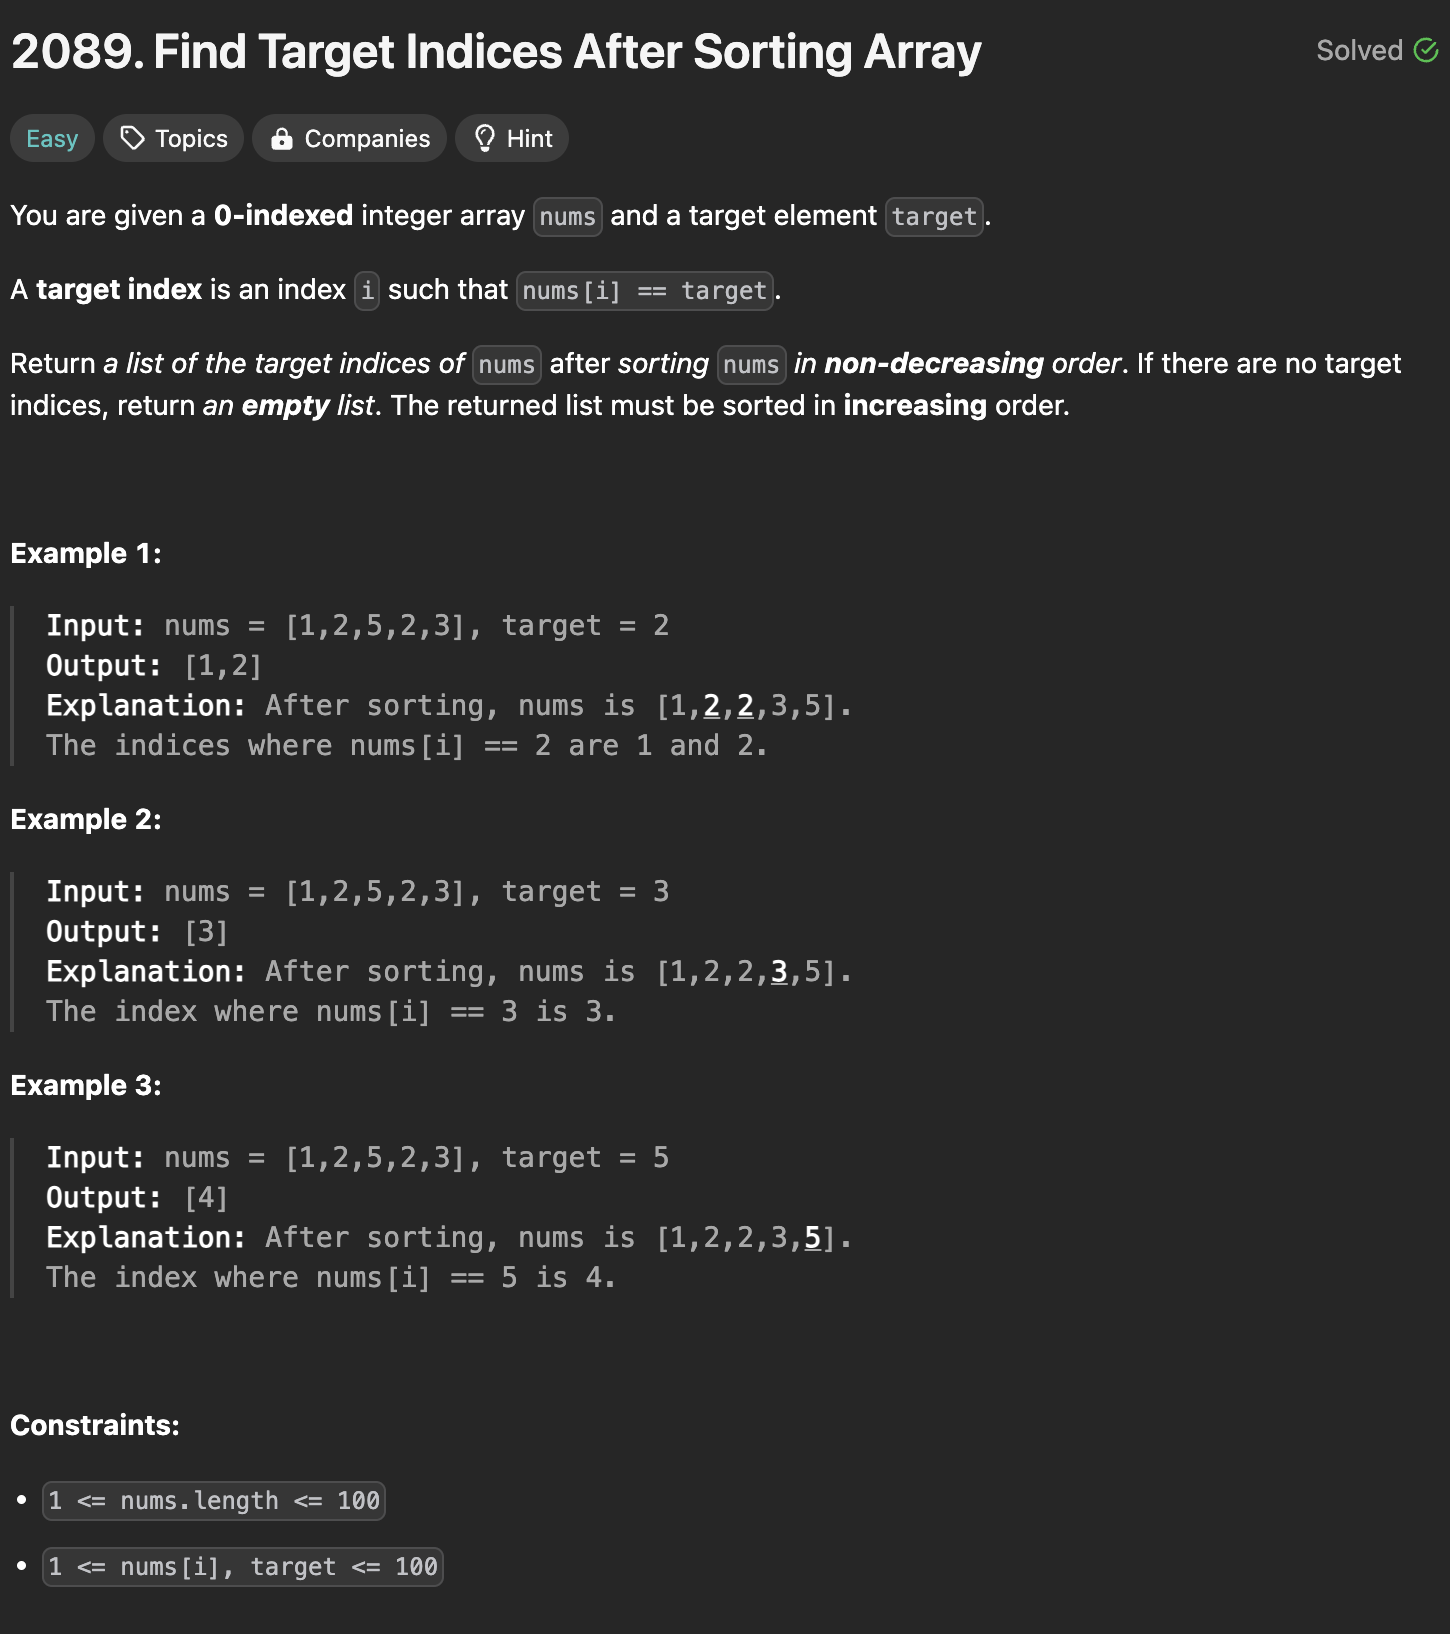 2089. Find Target Indices After Sorting Array
Solved
Easy Topics Companies Hint
You are given a 0-indexed integer array nums and a target element target.
A target index is an index i such that nums[i] == target.
Return a list of the target indices of nums after sorting nums in non-decreasing order. If there are no target
indices, return an empty list. The returned list must be sorted in increasing order.
Example 1:
Input: nums = [1,2,5,2,3], target = 2
Output: [1,2]
Explanation: After sorting, nums is [1,2,2,3,5].
The indices where nums[i] == 2 are 1 and 2.
Example 2:
Input: nums = [1,2,5,2,3], target = 3
Output: [3]
Explanation: After sorting, nums is [1,2,2,3,5].
The index where nums[i] == 3 is 3.
Example 3:
Input: nums = [1,2,5,2,3], target = 5
Output: [4]
Explanation: After sorting, nums is [1,2,2,3,5].
The index where nums[i] == 5 is 4.
Constraints:
• 1 <= nums.length <= 100
• 1 <= nums[i], target <= 100